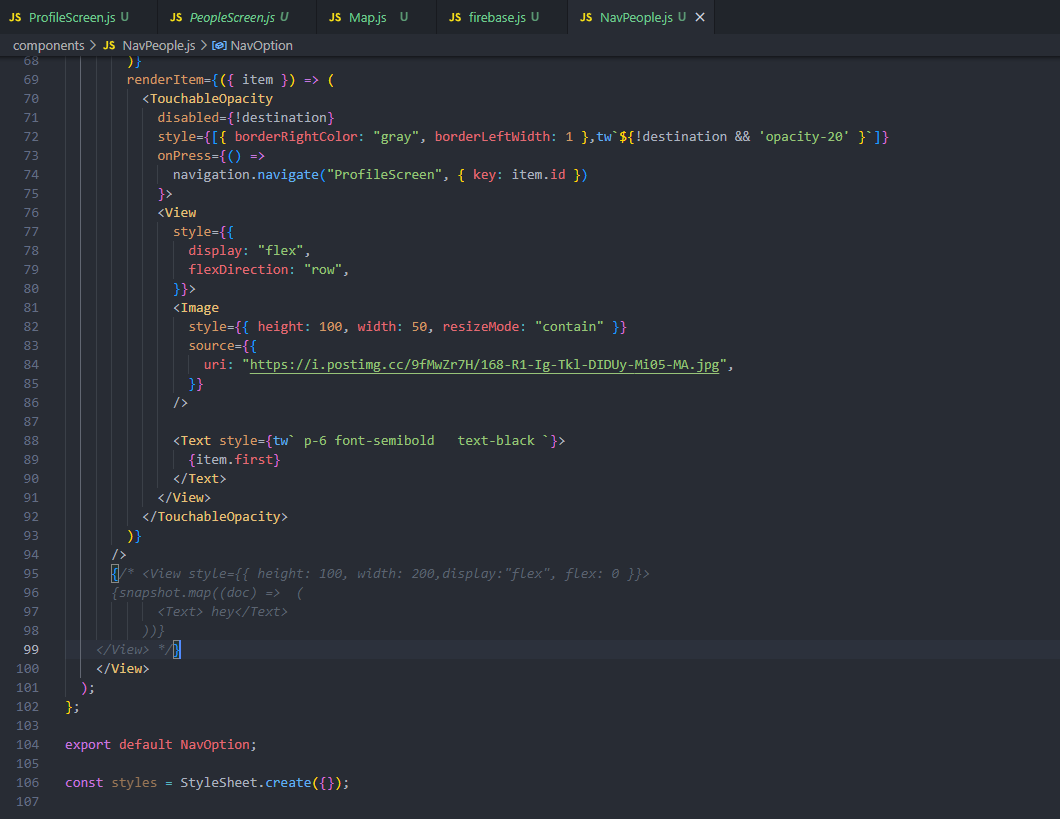 JS ProfileScreen.js U JS PeopleScreen.js U JS Map.js U JS firebase.js U JS NavPeople.js U ×
components > JS NavPeople.js > NavOption
68 )}
69 renderItem={({ item }) => (
70 <TouchableOpacity
71 disabled={!destination}
72 style={[{ borderRightColor: "gray", borderLeftWidth: 1 },tw`${!destination && 'opacity-20' }`]}
73 onPress={() =>
74 navigation.navigate("ProfileScreen", { key: item.id })
75 }>
76 <View
77 style={{
78 display: "flex",
79 flexDirection: "row",
80 }}>
81 <Image
82 style={{ height: 100, width: 50, resizeMode: "contain" }}
83 source={{
84 uri: "https://i.postimg.cc/9fMwZr7H/168-R1-Ig-Tkl-DIDUy-Mi05-MA.jpg",
85 }}
86 />
87
88 <Text style={tw` p-6 font-semibold   text-black `}>
89 {item.first}
90 </Text>
91 </View>
92 </TouchableOpacity>
93 )}
94 />
95 {/* <View style={{ height: 100, width: 200,display:"flex", flex: 0 }}>
96 {snapshot.map((doc) =>  (
97 <Text> hey</Text>
98 ))}
99 </View> */}
100 </View>
101 );
102 };
103
104 export default NavOption;
105
106 const styles = StyleSheet.create({});
107